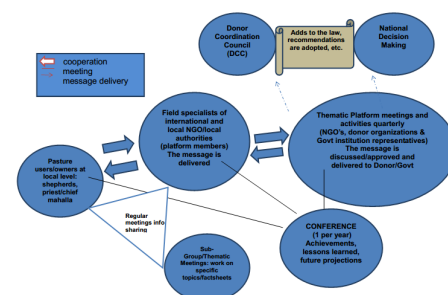 Donor
Coordination
Council
(DCC)
Adds to the law,
recommendations
are adopted, etc.
National
Decision
Making
cooperation
meeting
message delivery
Field specialists of
international and
local NGO/local
authorities
(platform members)
The message is
delivered
Thematic Platform meetings and
activities quarterly
(NGO's, donor organizations &
Govt institution representatives)
The message is
discussed/approved and
delivered to Donor/Govt
Pasture
users/owners at
local level:
shepherds,
priest/chief
mahalla
Regular
meetings info
sharing
CONFERENCE
(1 per year)
Achievements,
lessons learned,
future projections
Sub-
Group/Thematic
Meetings: work on
specific
topics/factsheets